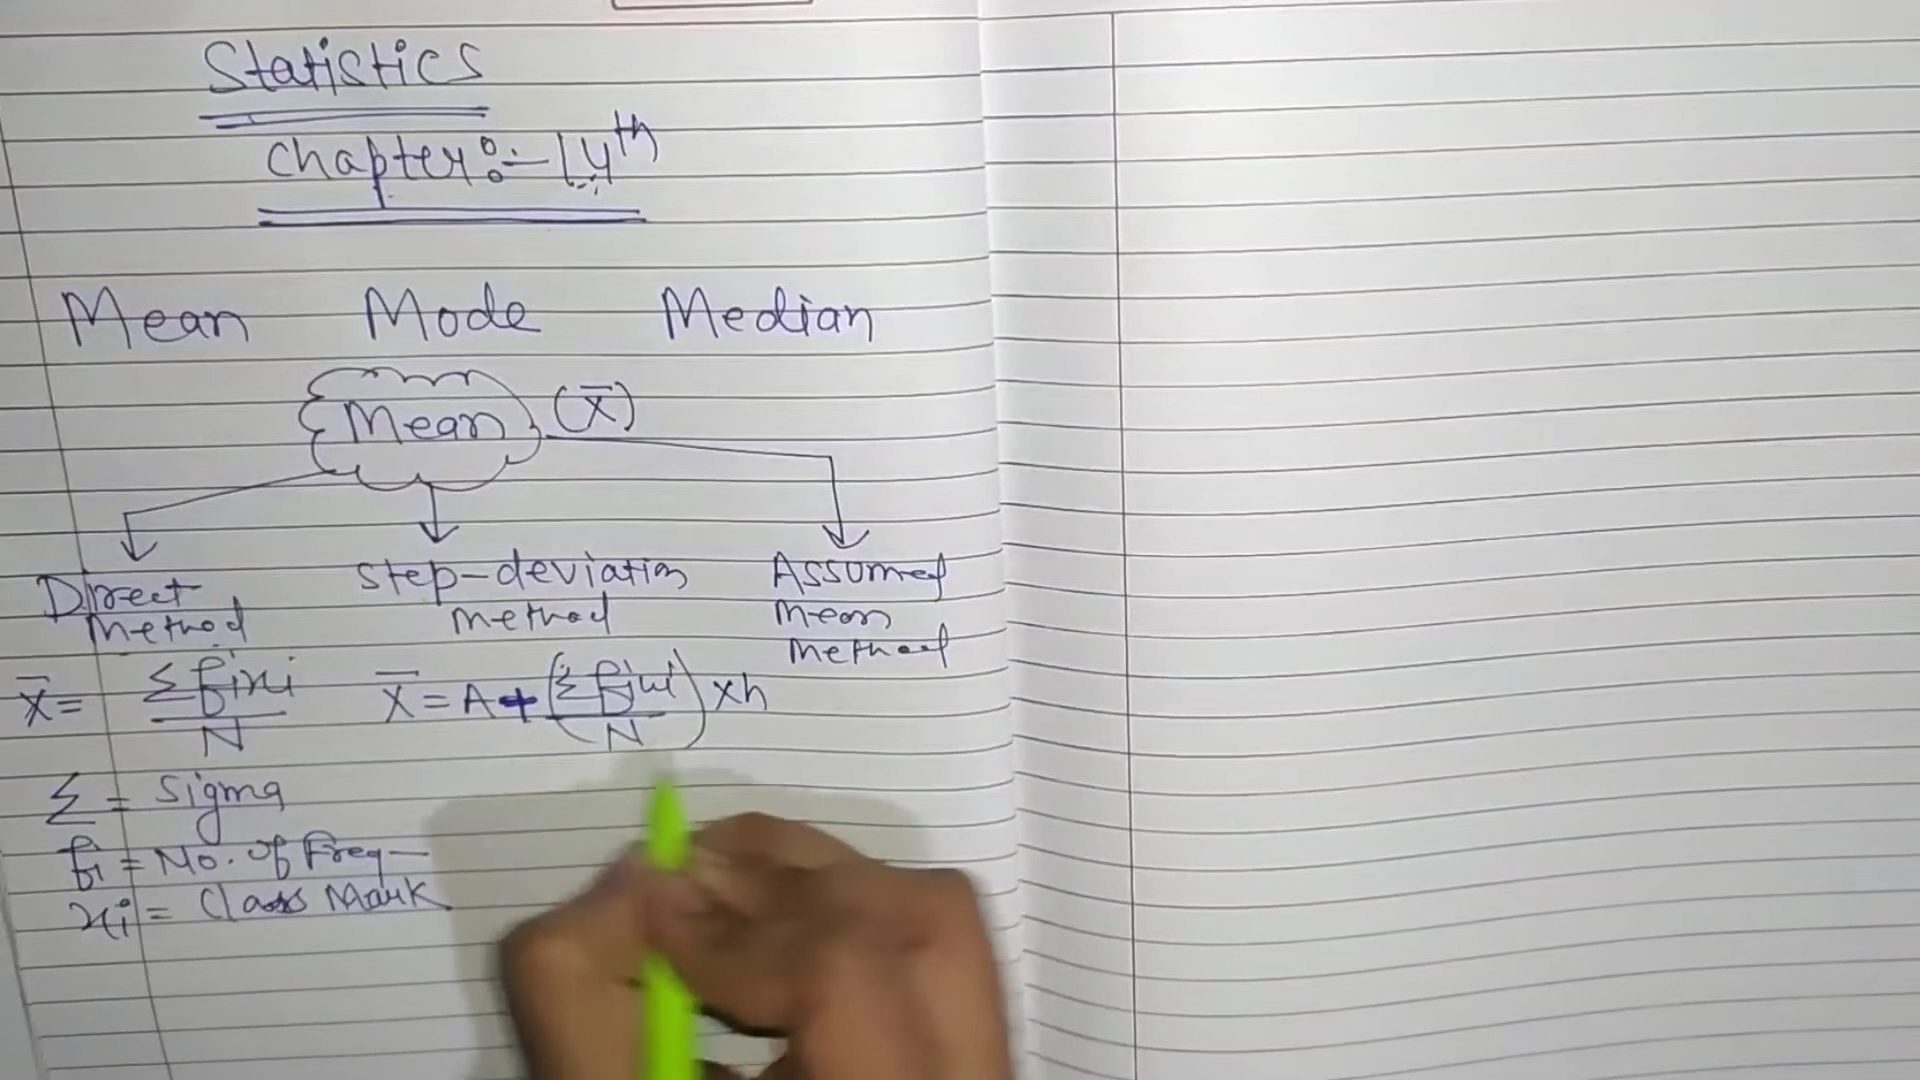 Statistics
Chapter :- 14th
Mean Mode Median
Mean (x̄)
Direct Method
Step-deviation Method
Assumed Mean Method
x̄ = Σfixi / N
x̄ = A + (Σfiui / N) × h
Σ = Sigma
fi = No. of Freq—
xi = Class Mark